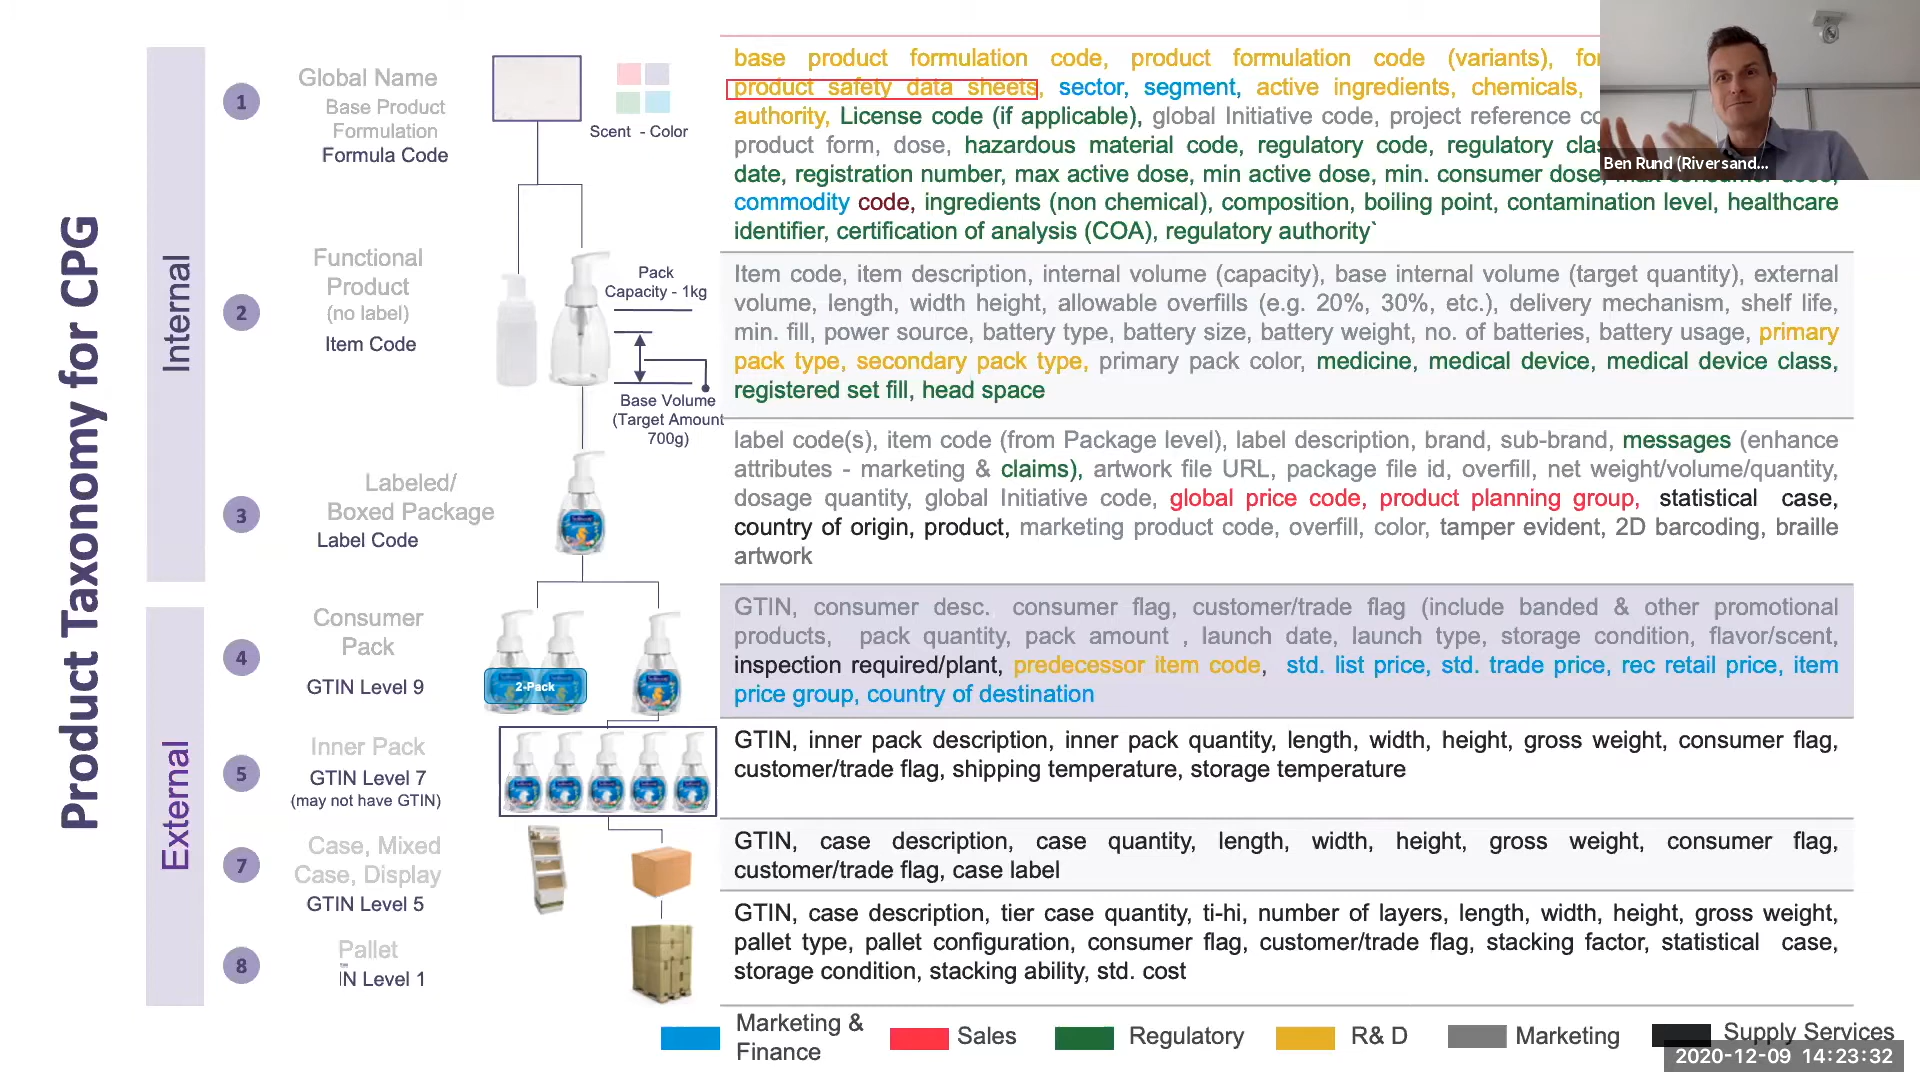 Product Taxonomy for CPG
Internal
External
1
Global Name
Base Product
Formulation
Formula Code
Scent - Color
base product formulation code, product formulation code (variants),
product safety data sheets, sector, segment, active ingredients, chemicals,
authority, License code (if applicable), global Initiative code, project reference
product form, dose, hazardous material code, regulatory code, regulatory
date, registration number, max active dose, min active dose, min. consumer dose, max consumer dose,
commodity code, ingredients (non chemical), composition, boiling point, contamination level, healthcare
identifier, certification of analysis (COA), regulatory authority`
Ben Rund (Riversand...
2
Functional
Product
(no label)
Item Code
Pack
Capacity - 1kg
Base Volume
(Target Amount
700g)
Item code, item description, internal volume (capacity), base internal volume (target quantity), external
volume, length, width height, allowable overfills (e.g. 20%, 30%, etc.), delivery mechanism, shelf life,
min. fill, power source, battery type, battery size, battery weight, no. of batteries, battery usage, primary
pack type, secondary pack type, primary pack color, medicine, medical device, medical device class,
registered set fill, head space
3
Labeled/
Boxed Package
Label Code
label code(s), item code (from Package level), label description, brand, sub-brand, messages (enhance
attributes - marketing & claims), artwork file URL, package file id, overfill, net weight/volume/quantity,
dosage quantity, global Initiative code, global price code, product planning group, statistical case,
country of origin, product, marketing product code, overfill, color, tamper evident, 2D barcoding, braille
artwork
4
Consumer
Pack
GTIN Level 9
2-Pack
GTIN, consumer desc. consumer flag, customer/trade flag (include banded & other promotional
products, pack quantity, pack amount , launch date, launch type, storage condition, flavor/scent,
inspection required/plant, predecessor item code, std. list price, std. trade price, rec retail price, item
price group, country of destination
5
Inner Pack
GTIN Level 7
(may not have GTIN)
GTIN, inner pack description, inner pack quantity, length, width, height, gross weight, consumer flag,
customer/trade flag, shipping temperature, storage temperature
7
Case, Mixed
Case, Display
GTIN Level 5
GTIN, case description, case quantity, length, width, height, gross weight, consumer flag,
customer/trade flag, case label
8
Pallet
IN Level 1
GTIN, case description, tier case quantity, ti-hi, number of layers, length, width, height, gross weight,
pallet type, pallet configuration, consumer flag, customer/trade flag, stacking factor, statistical case,
storage condition, stacking ability, std. cost
Marketing &
Finance
Sales
Regulatory
R& D
Marketing
Supply Services
2020-12-09 14:23:32